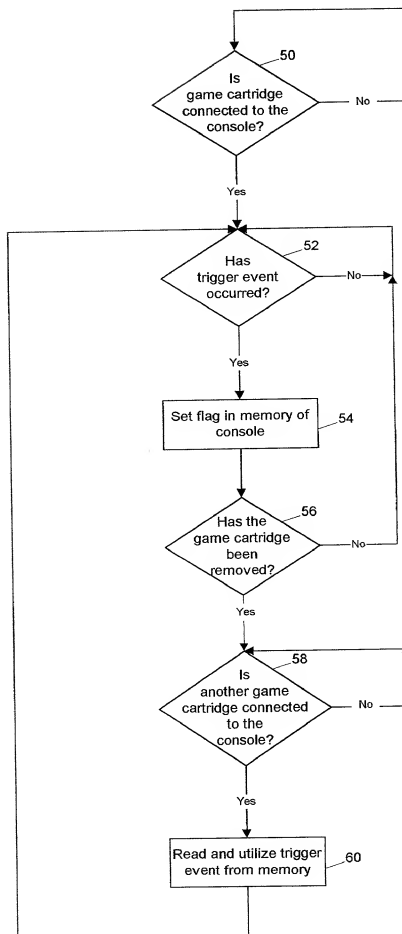 50
Is
game cartridge
connected to the
console?
No
Yes
52
Has
trigger event
occurred?
No
Yes
Set flag in memory of
console
54
56
Has the
game cartridge
been
removed?
No
Yes
58
Is
another game
cartridge connected
to the
console?
No
Yes
Read and utilize trigger
event from memory
60